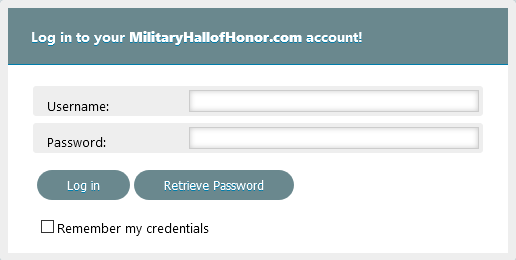 Log in to your MilitaryHallofHonor.com account!
Username:
Password:
Log in Retrieve Password
Remember my credentials